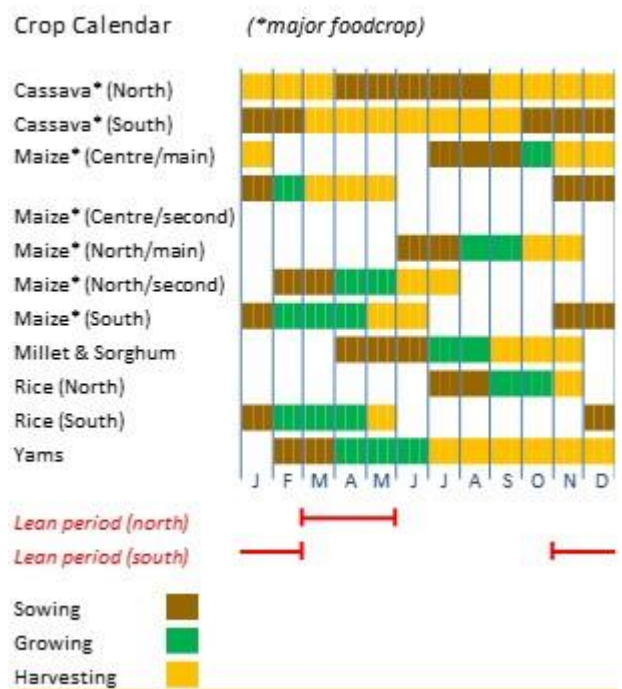 Crop Calendar (*major foodcrop)
Cassava* (North)
Cassava* (South)
Maize* (Centre/main)
Maize* (Centre/second)
Maize* (North/main)
Maize* (North/second)
Maize* (South)
Millet & Sorghum
Rice (North)
Rice (South)
Yams
J F M A M J J A S O N D
Lean period (north)
Lean period (south)
Sowing
Growing
Harvesting